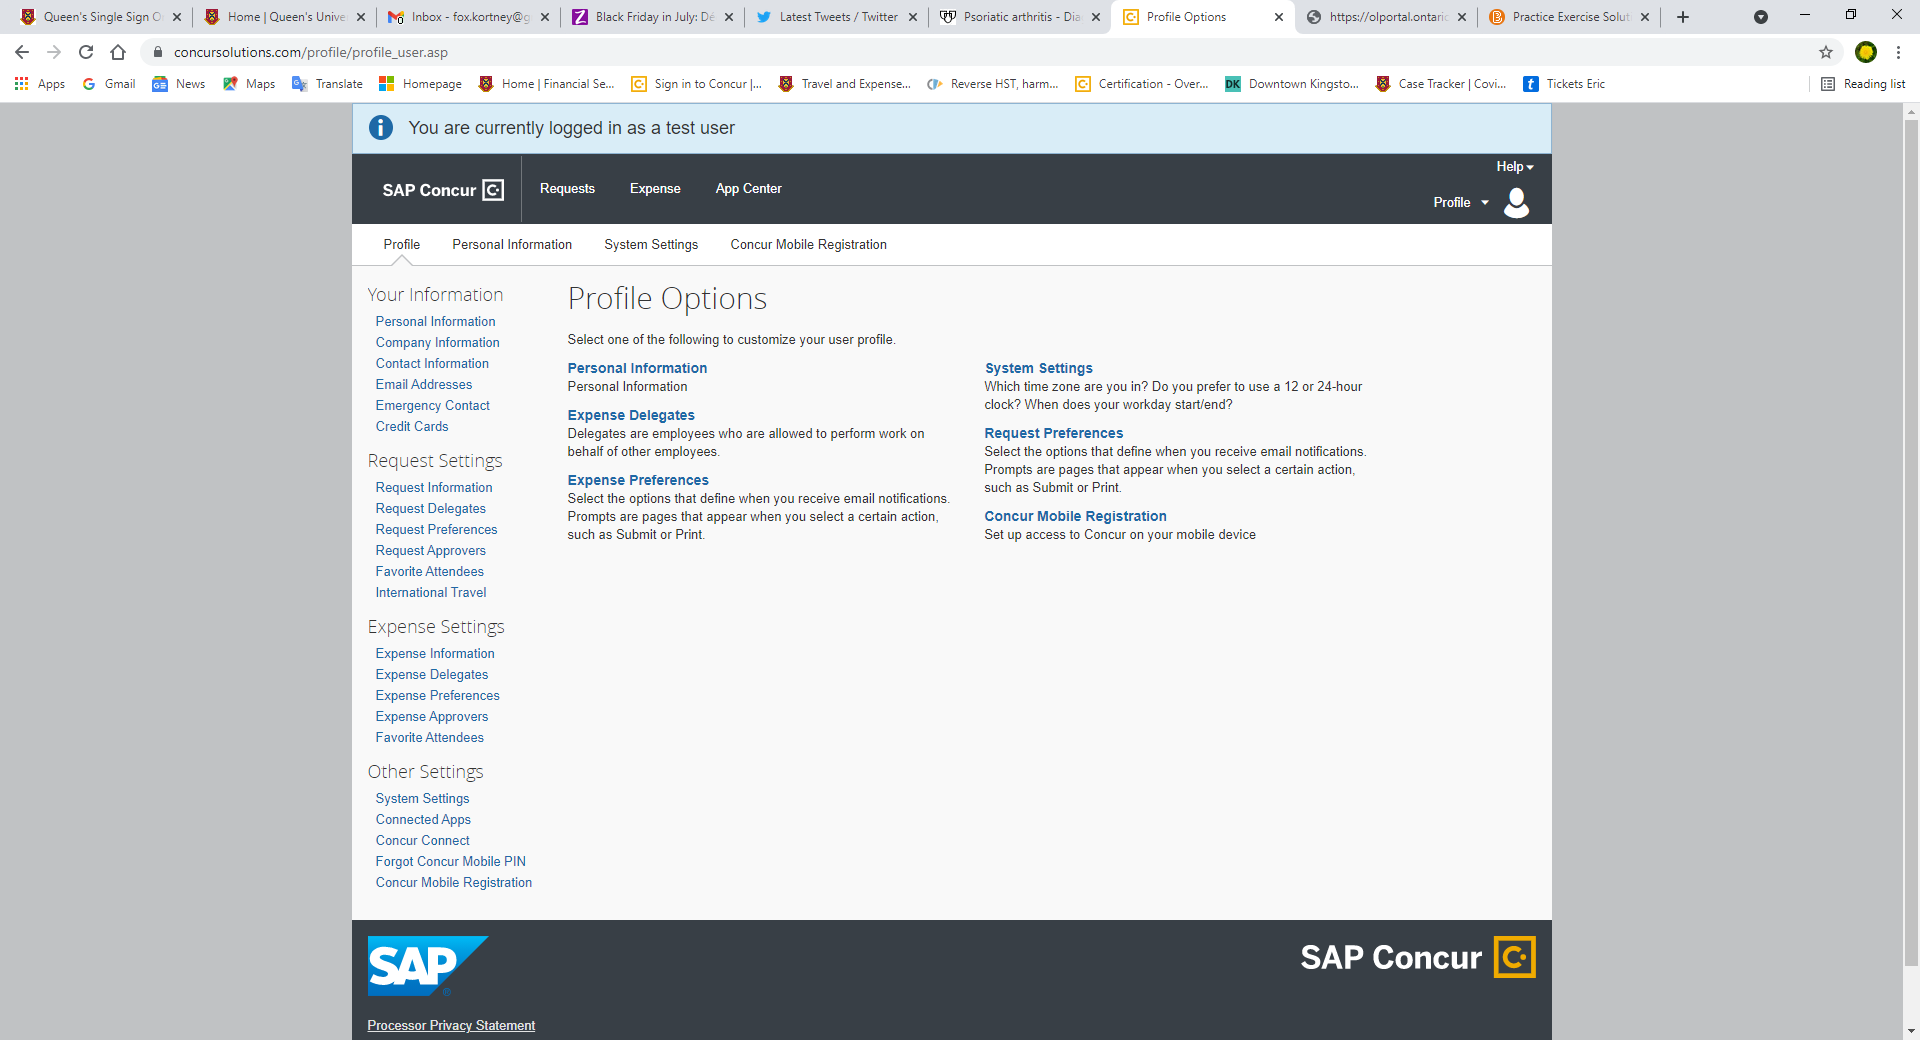 Queen's Single Sign O
Home | Queen's Unive
Inbox - fox.kortney@g
Black Friday in July: De
Latest Tweets / Twitter
Psoriatic arthritis - Dia
Profile Options
https://olportal.ontario
Practice Exercise Solut
concursolutions.com/profile/profile_user.asp
Apps
Gmail
News
Maps
Translate
Homepage
Home | Financial Se...
Sign in to Concur |...
Travel and Expense...
Reverse HST, harm...
Certification - Over...
DK Downtown Kingsto...
Case Tracker | Covi...
Tickets Eric
Reading list
You are currently logged in as a test user
SAP Concur
Requests
Expense
App Center
Help
Profile
Profile
Personal Information
System Settings
Concur Mobile Registration
Your Information
Personal Information
Company Information
Contact Information
Email Addresses
Emergency Contact
Credit Cards
Request Settings
Request Information
Request Delegates
Request Preferences
Request Approvers
Favorite Attendees
International Travel
Expense Settings
Expense Information
Expense Delegates
Expense Preferences
Expense Approvers
Favorite Attendees
Other Settings
System Settings
Connected Apps
Concur Connect
Forgot Concur Mobile PIN
Concur Mobile Registration
Profile Options
Select one of the following to customize your user profile.
Personal Information
Personal Information
Expense Delegates
Delegates are employees who are allowed to perform work on
behalf of other employees.
Expense Preferences
Select the options that define when you receive email notifications.
Prompts are pages that appear when you select a certain action,
such as Submit or Print.
System Settings
Which time zone are you in? Do you prefer to use a 12 or 24-hour
clock? When does your workday start/end?
Request Preferences
Select the options that define when you receive email notifications.
Prompts are pages that appear when you select a certain action,
such as Submit or Print.
Concur Mobile Registration
Set up access to Concur on your mobile device
SAP
SAP Concur
Processor Privacy Statement